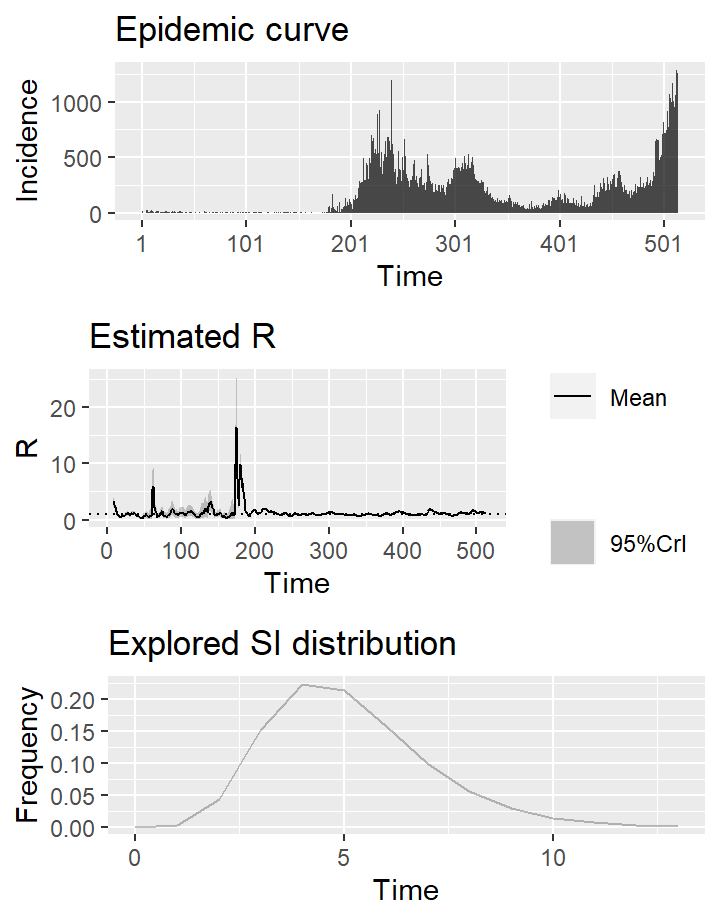 Epidemic curve
Incidence
1000
500
0
1 101 201 301 401 501
Time
Estimated R
R
20
10
0
0 100 200 300 400 500
Time
Mean
95%CrI
Explored SI distribution
Frequency
0.20
0.15
0.10
0.05
0.00
0 5 10
Time